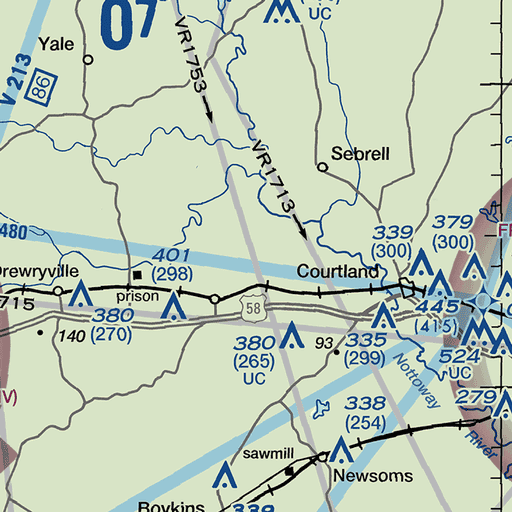 UC
07
Yale
VR1753
V 213
86
VR1713
Sebrell
379
(300)
339
(300)
480
401
(298)
Courtland
Drewryville
715
prison
58
445
(415)
380
(270)
140
380
(265)
UC
93
335
(299)
524
UC
Nottoway
River
338
(254)
279
V)
sawmill
Newsoms
Boykins
339